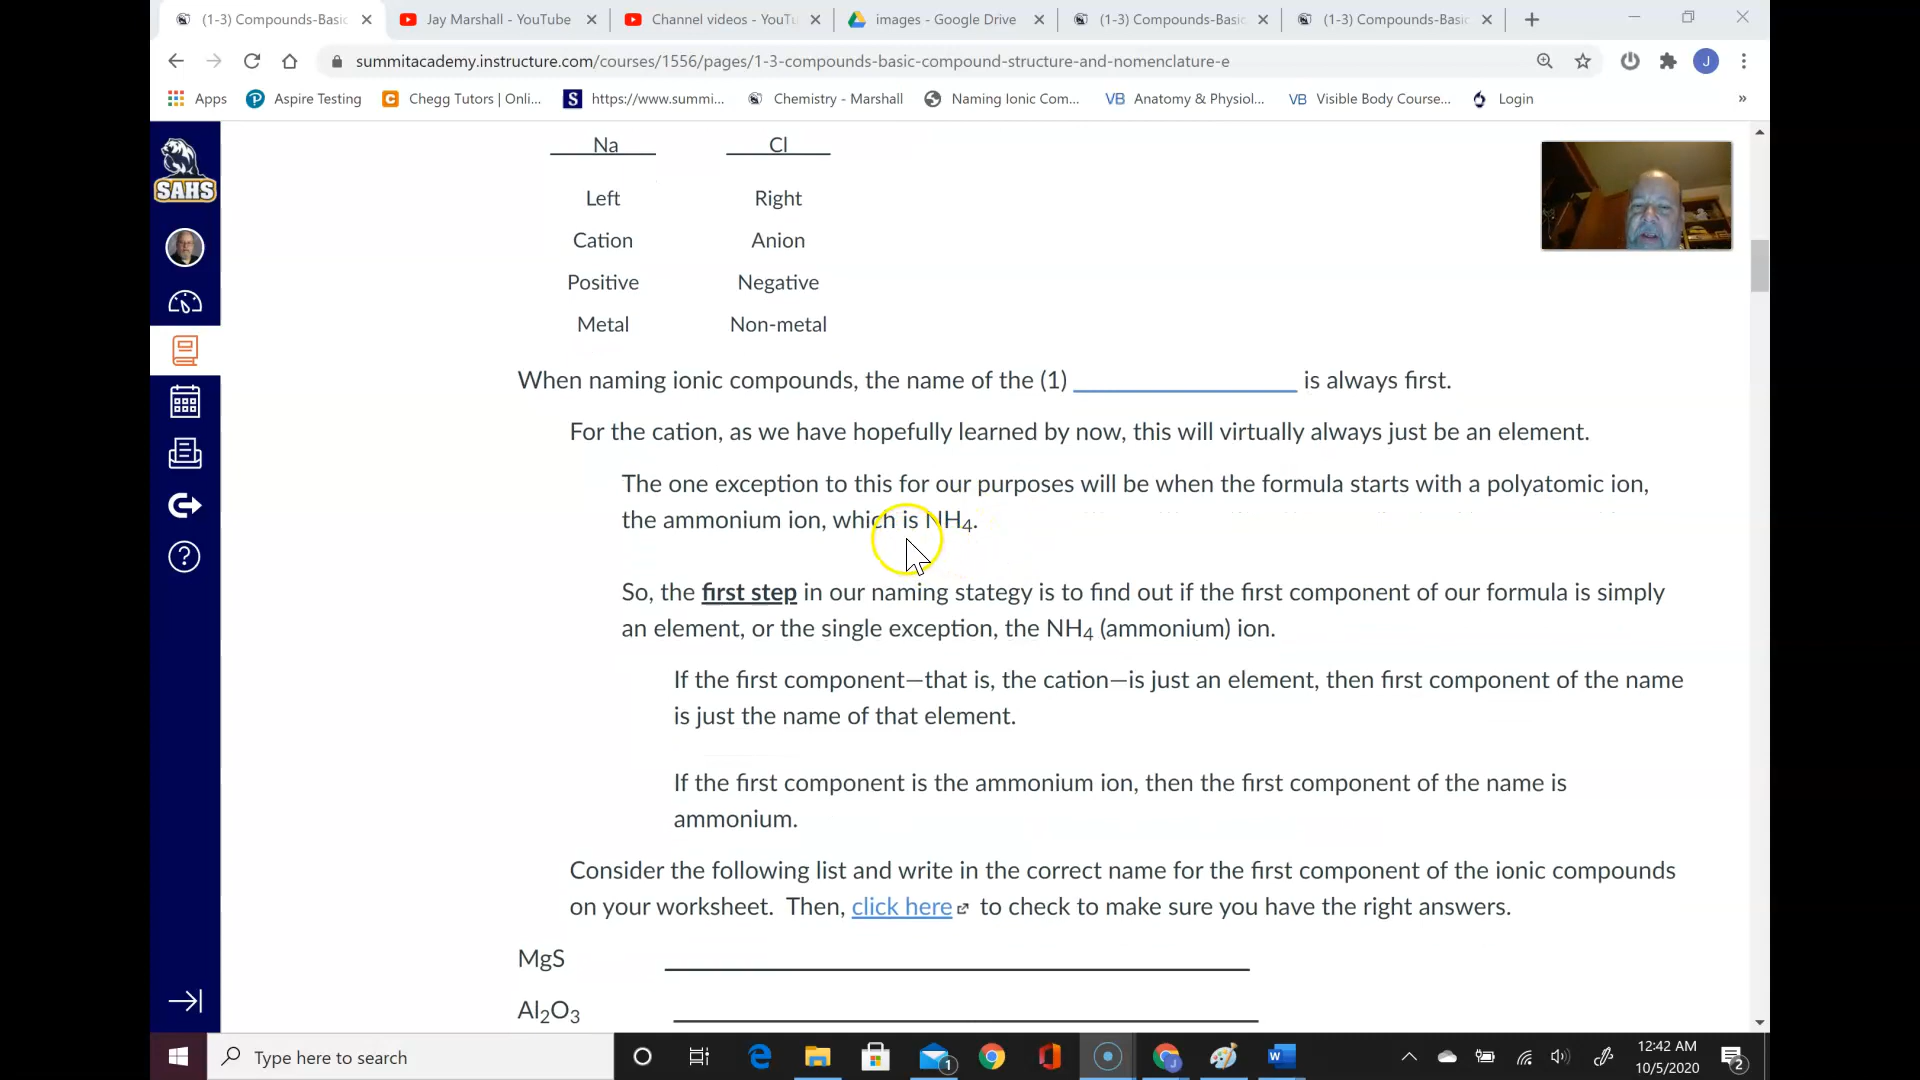 (1-3) Compounds-Basic
Jay Marshall - YouTube
Channel videos - YouTu
images - Google Drive
(1-3) Compounds-Basic
(1-3) Compounds-Basic
summitacademy.instructure.com/courses/1556/pages/1-3-compounds-basic-compound-structure-and-nomenclature-e
J
Apps
Aspire Testing
Chegg Tutors | Onli...
https://www.summi...
Chemistry - Marshall
Naming Ionic Com...
VB Anatomy & Physiol...
VB Visible Body Course...
Login
»
SAHS
Na Cl
Left Right
Cation Anion
Positive Negative
Metal Non-metal
When naming ionic compounds, the name of the (1) ________________ is always first.
For the cation, as we have hopefully learned by now, this will virtually always just be an element.
The one exception to this for our purposes will be when the formula starts with a polyatomic ion,
the ammonium ion, which is NH₄.
So, the first step in our naming stategy is to find out if the first component of our formula is simply
an element, or the single exception, the NH₄ (ammonium) ion.
If the first component—that is, the cation—is just an element, then first component of the name
is just the name of that element.
If the first component is the ammonium ion, then the first component of the name is
ammonium.
Consider the following list and write in the correct name for the first component of the ionic compounds
on your worksheet. Then, click here to check to make sure you have the right answers.
MgS
Al₂O₃
Type here to search
1
12:42 AM
10/5/2020
2